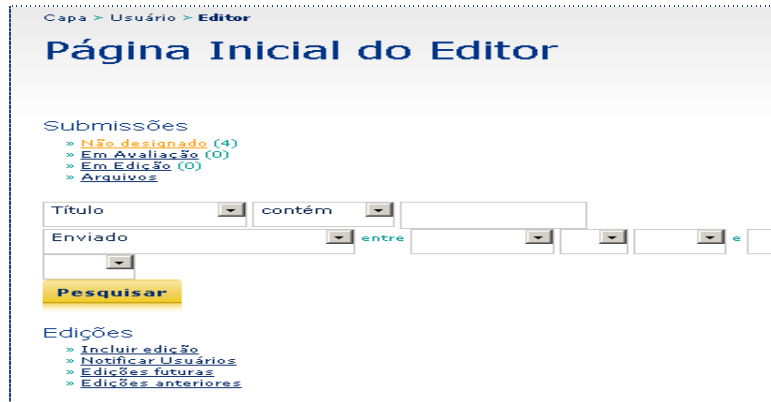 Capa > Usuário > Editor
Página Inicial do Editor
Submissões
» Não designado (4)
» Em Avaliação (0)
» Em Edição (0)
» Arquivos
Título contém
Enviado entre e
Pesquisar
Edições
» Incluir edição
» Notificar Usuários
» Edições futuras
» Edições anteriores